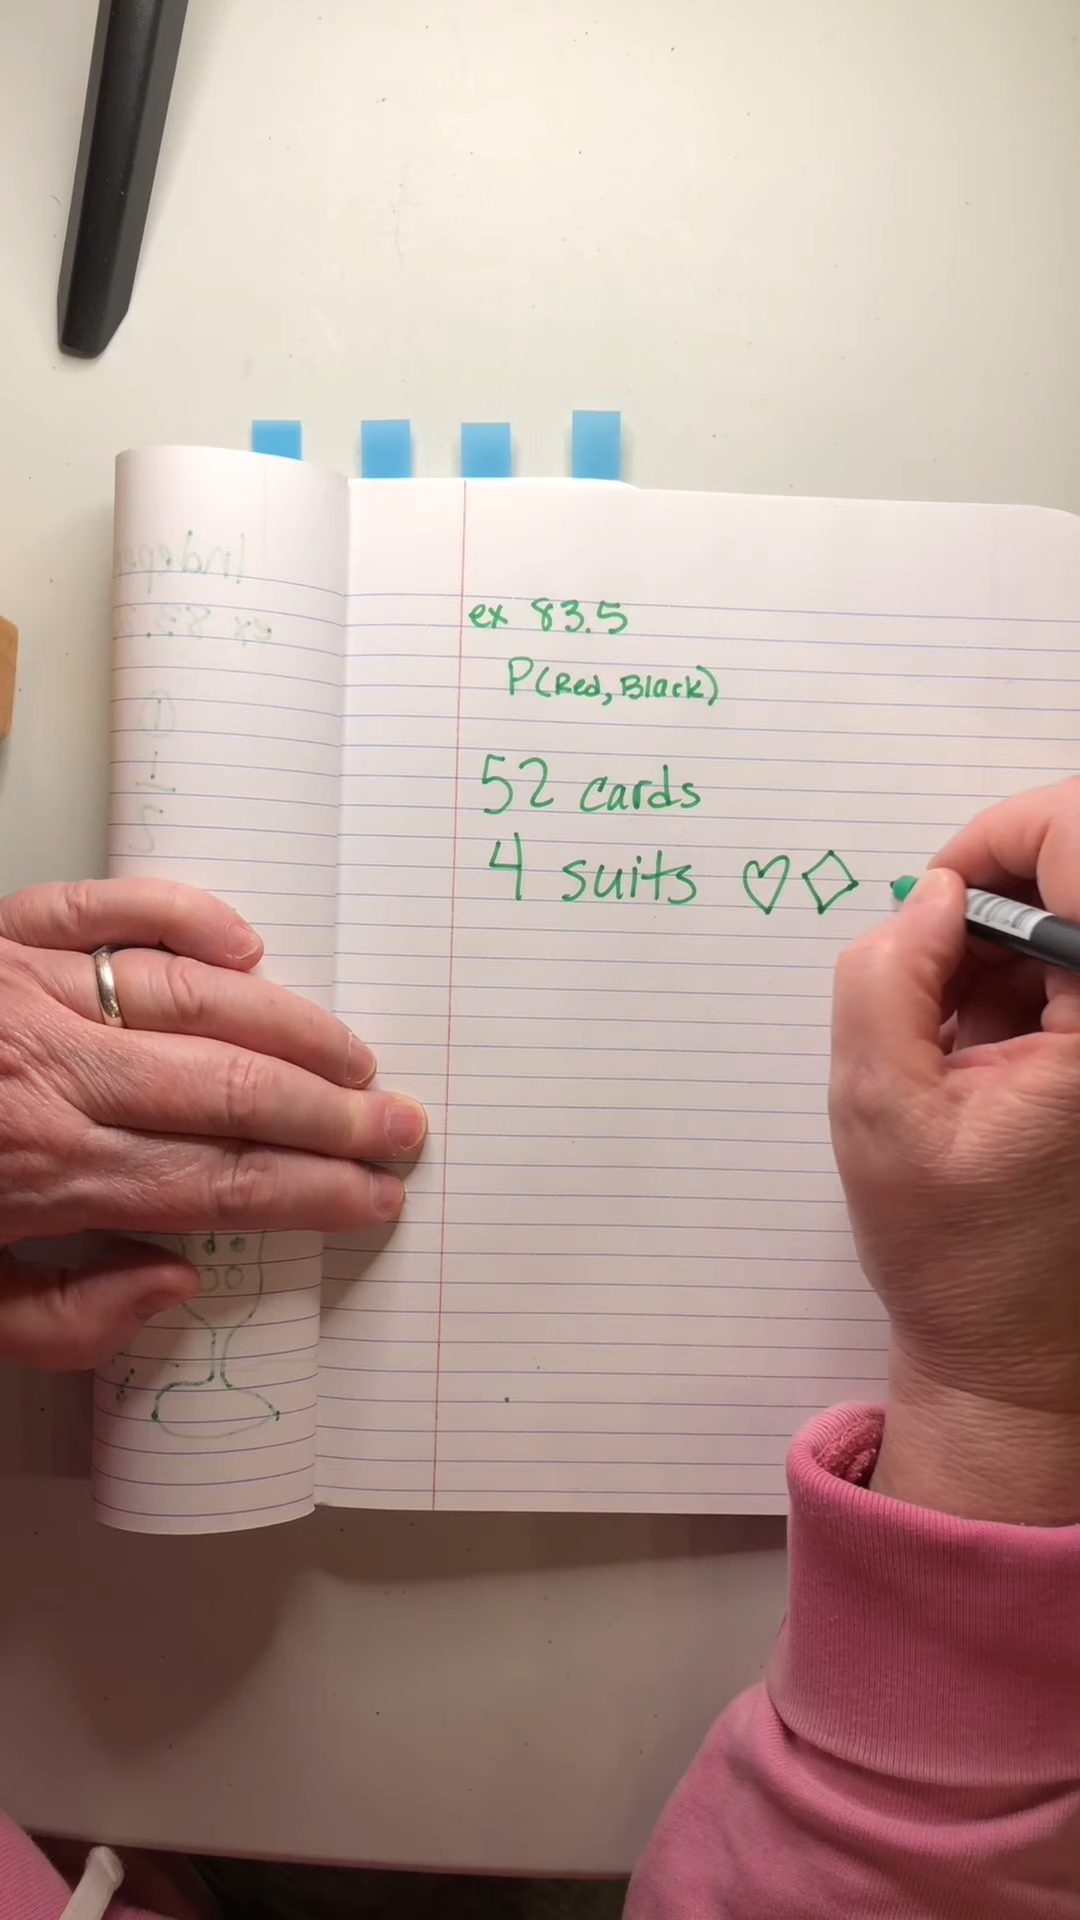 ex 83.5
P(Red, Black)
52 cards
4 suits ♡◇